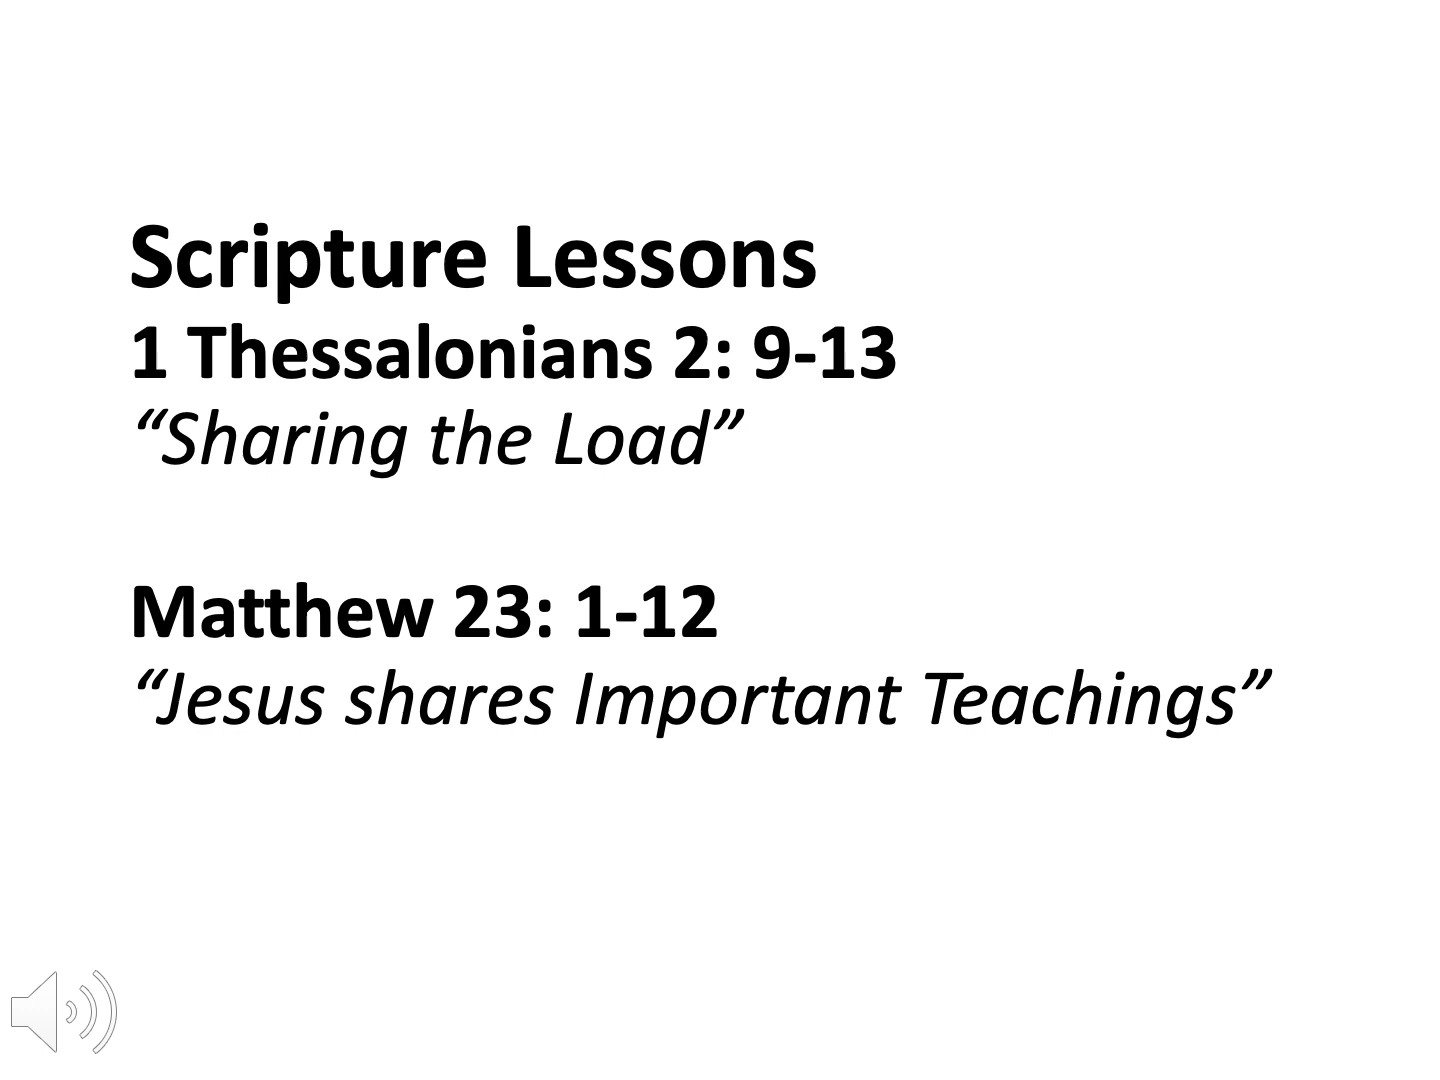 Scripture Lessons
1 Thessalonians 2: 9-13
“Sharing the Load”
Matthew 23: 1-12
“Jesus shares Important Teachings”